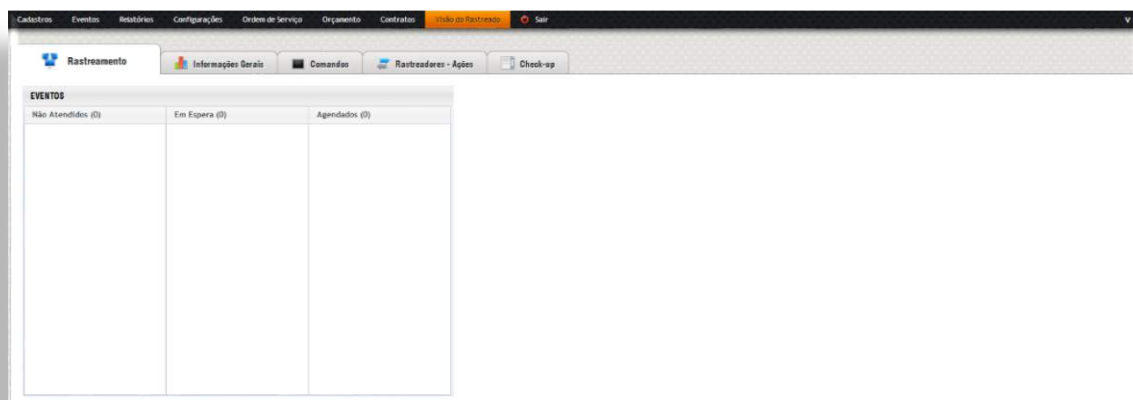 Cadastros Eventos Relatórios Configurações Ordem de Serviço Orçamento Contratos Visão do Rastreado Sair V
Rastreamento Informações Gerais Comandos Rastreadores - Ações Check-up
EVENTOS
Não Atendidos (0) Em Espera (0) Agendados (0)